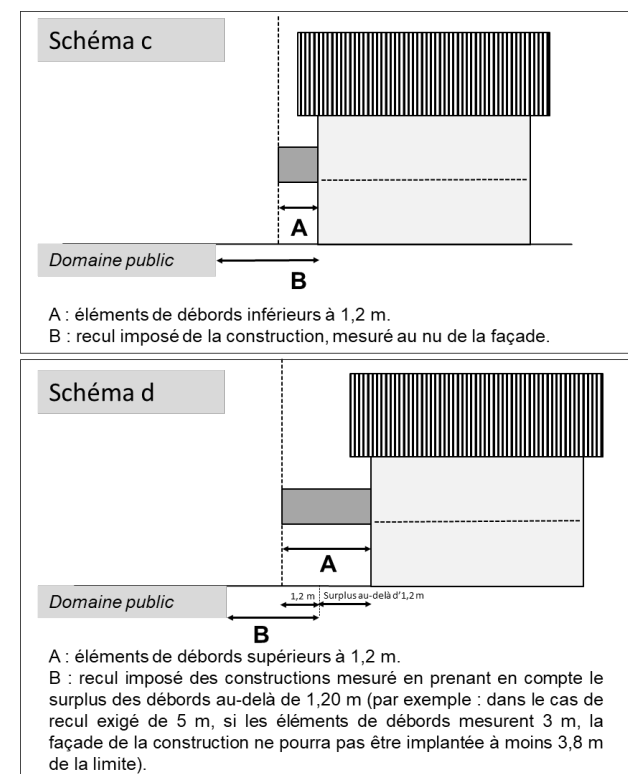 Schéma c
A
Domaine public
B
A : éléments de débords inférieurs à 1,2 m.
B : recul imposé de la construction, mesuré au nu de la façade.
Schéma d
A
Domaine public
1,2 m
Surplus au-delà d'1,2 m
B
A : éléments de débords supérieurs à 1,2 m.
B : recul imposé des constructions mesuré en prenant en compte le
surplus des débords au-delà de 1,20 m (par exemple : dans le cas de
recul exigé de 5 m, si les éléments de débords mesurent 3 m, la
façade de la construction ne pourra pas être implantée à moins 3,8 m
de la limite).